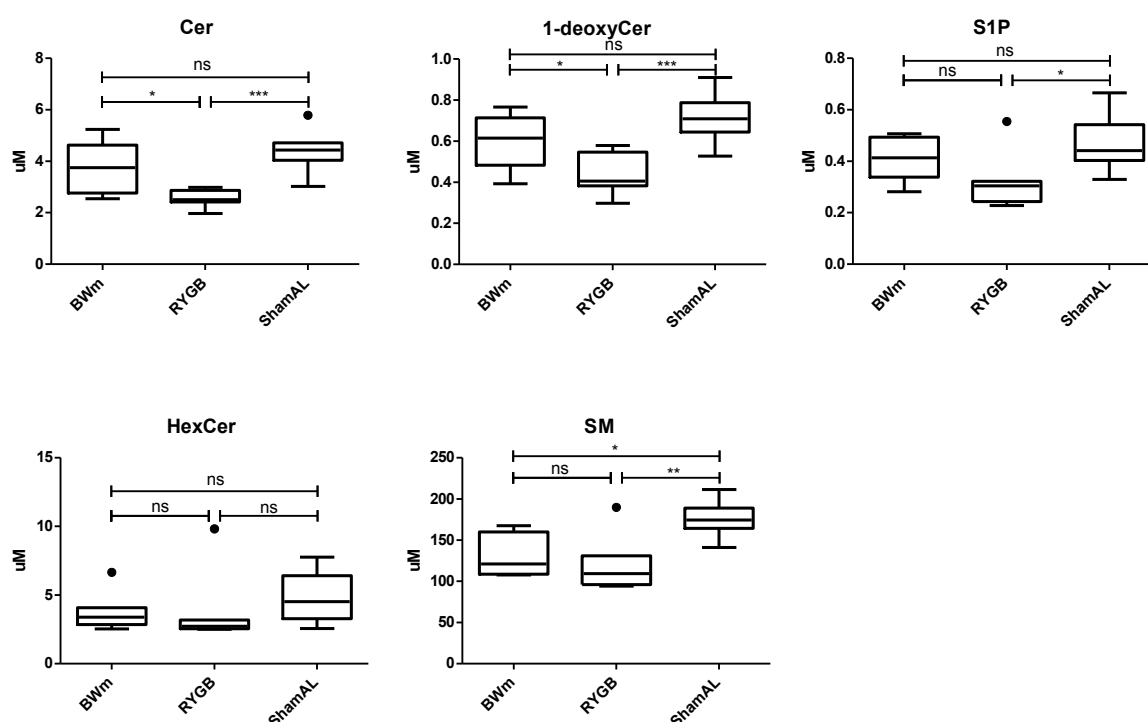 Cer
8
6
4
2
0
uM
ns
*
***
BWm
RYGB
ShamAL
1-deoxyCer
1.0
0.8
0.6
0.4
0.2
0.0
uM
ns
*
***
BWm
RYGB
ShamAL
S1P
0.8
0.6
0.4
0.2
0.0
uM
ns
ns
*
BWm
RYGB
ShamAL
HexCer
15
10
5
0
uM
ns
ns
ns
BWm
RYGB
ShamAL
SM
250
200
150
100
50
0
uM
*
ns
**
BWm
RYGB
ShamAL